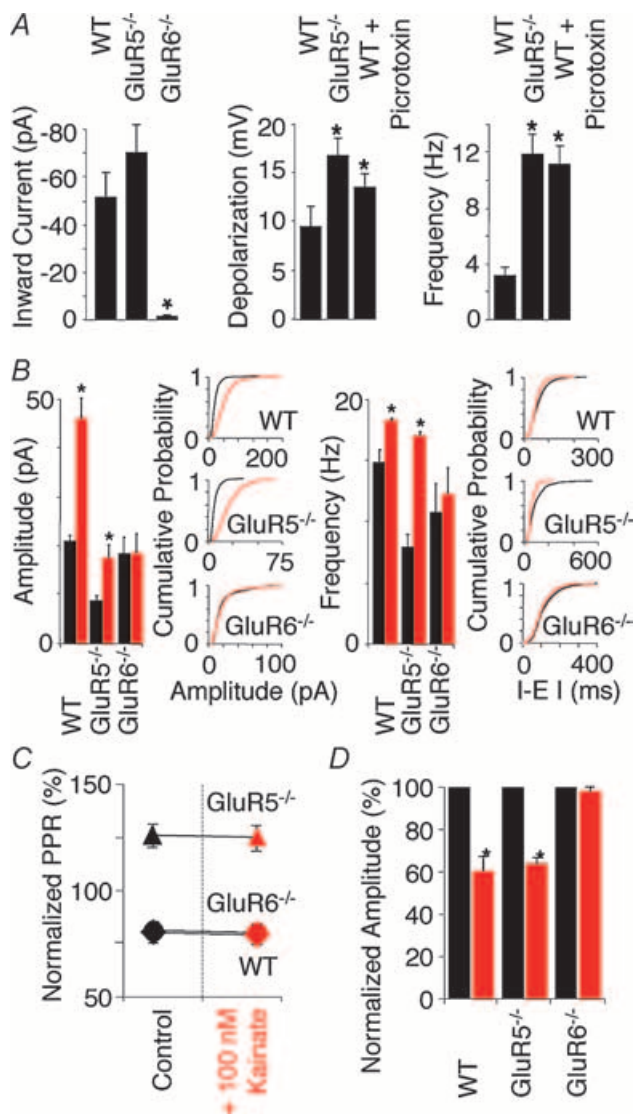 A
WT
GluR5-/-
GluR6-/-
Inward Current (pA)
-80
-60
-40
-20
0
*
WT
GluR5-/-
WT +
Picrotoxin
Depolarization (mV)
20
15
10
5
0
*
*
WT
GluR5-/-
WT +
Picrotoxin
Frequency (Hz)
12
8
4
0
*
*
B
Amplitude (pA)
50
0
*
*
WT
GluR5-/-
GluR6-/-
Cumulative Probability
1
0
WT
0
200
1
0
GluR5-/-
0
75
1
0
GluR6-/-
0
100
Amplitude (pA)
Frequency (Hz)
20
0
*
*
WT
GluR5-/-
GluR6-/-
Cumulative Probability
1
0
WT
0
300
1
0
GluR5-/-
0
600
1
0
GluR6-/-
0
400
I-E I (ms)
C
Normalized PPR (%)
150
100
50
GluR5-/-
GluR6-/-
WT
Control
+ 100 nM
Kainate
D
Normalized Amplitude (%)
100
80
60
40
20
0
*
*
WT
GluR5-/-
GluR6-/-